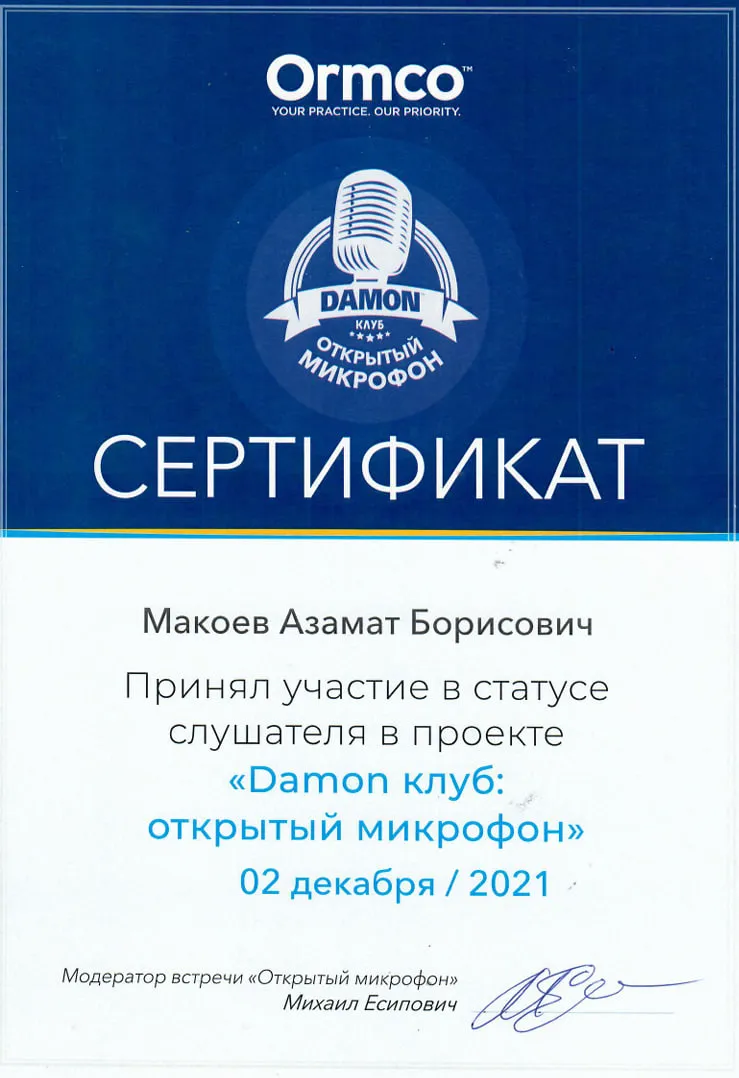 Ormco™
YOUR PRACTICE. OUR PRIORITY.
DAMON
КЛУБ
ОТКРЫТЫЙ
МИКРОФОН
СЕРТИФИКАТ
Макоев Азамат Борисович
Принял участие в статусе
слушателя в проекте
«Damon клуб:
открытый микрофон»
02 декабря / 2021
Модератор встречи «Открытый микрофон»
Михаил Есипович